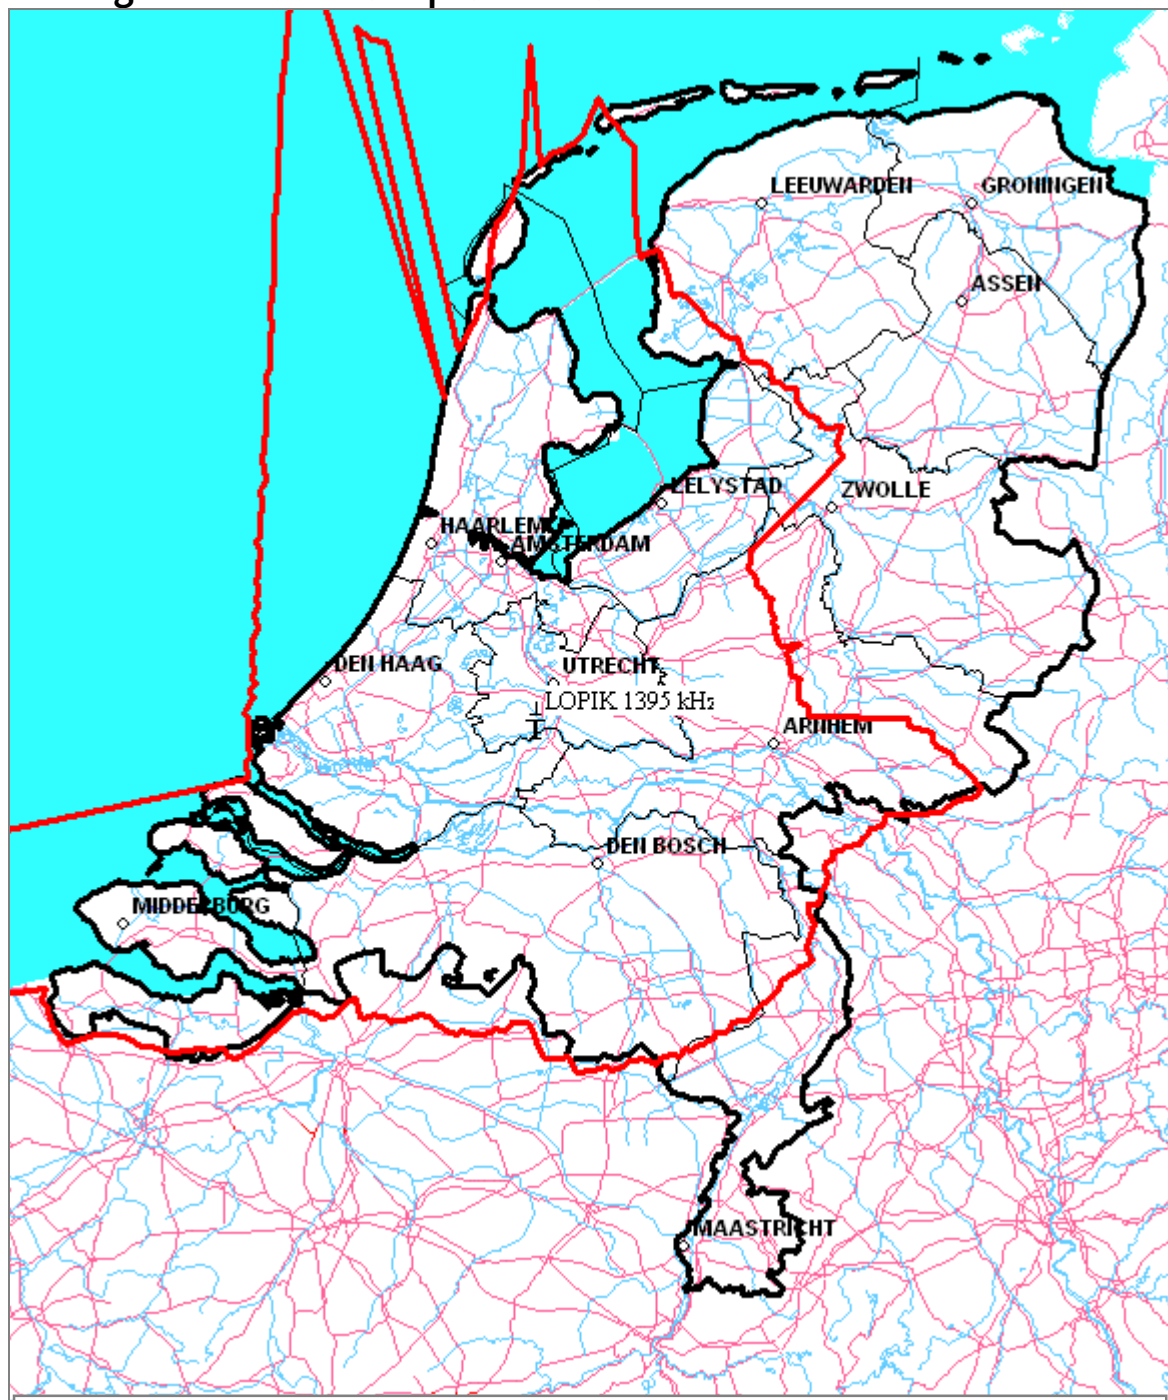 LEEUWARDEN
GRONINGEN
ASSEN
LELYSTAD
ZWOLLE
HAARLEM
AMSTERDAM
DEN HAAG
UTRECHT
LOPIK 1395 kHz
ARNHEM
DEN BOSCH
MIDDELBURG
MAASTRICHT